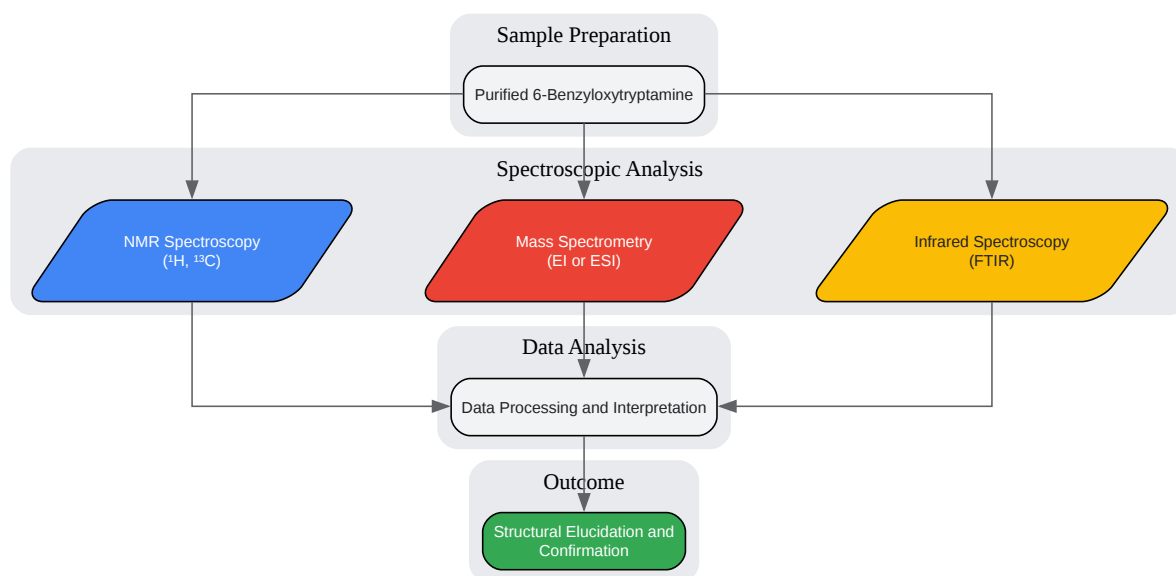 Sample Preparation
Purified 6-Benzyloxytryptamine
Spectroscopic Analysis
NMR Spectroscopy
(¹H, ¹³C)
Mass Spectrometry
(EI or ESI)
Infrared Spectroscopy
(FTIR)
Data Analysis
Data Processing and Interpretation
Outcome
Structural Elucidation and
Confirmation